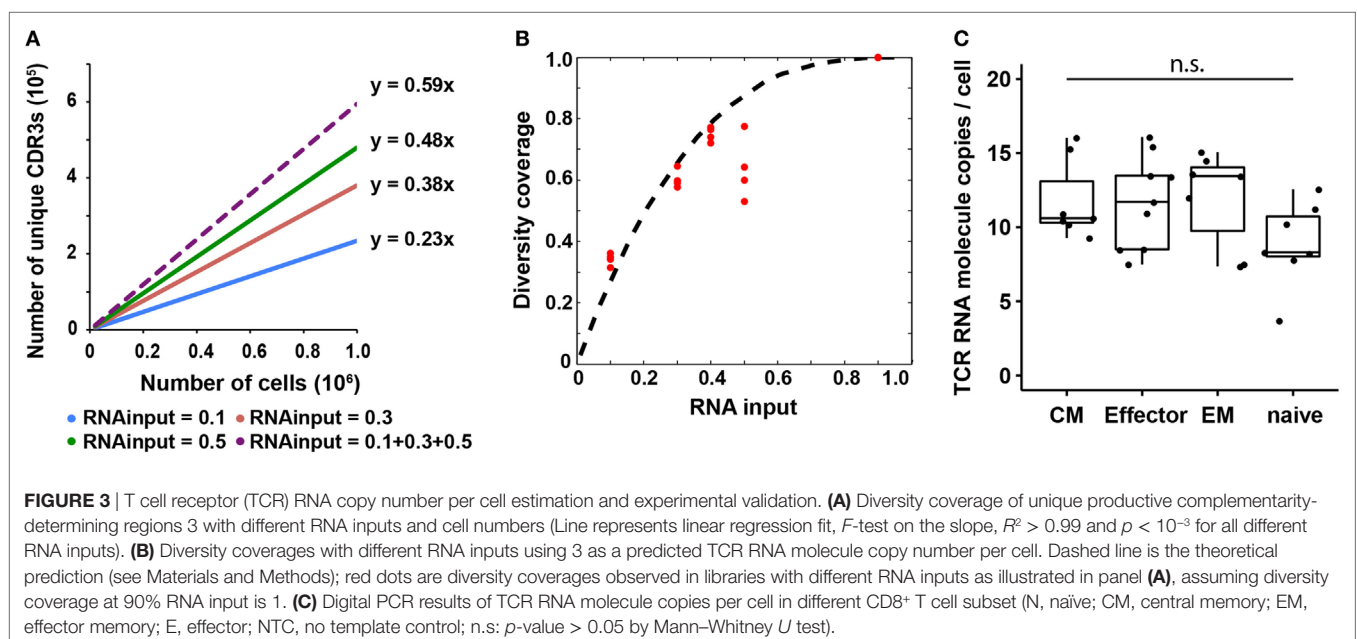 A
Number of unique CDR3s (10⁵)
6
4
2
0
0
0.2
0.4
0.6
0.8
1.0
Number of cells (10⁶)
y = 0.59x
y = 0.48x
y = 0.38x
y = 0.23x
RNAinput = 0.1
RNAinput = 0.3
RNAinput = 0.5
RNAinput = 0.1+0.3+0.5
B
Diversity coverage
1.0
0.8
0.6
0.4
0.2
0
0
0.2
0.4
0.6
0.8
1.0
RNA input
C
TCR RNA molecule copies / cell
20
15
10
5
0
n.s.
CM
Effector
EM
naive
FIGURE 3 | T cell receptor (TCR) RNA copy number per cell estimation and experimental validation. (A) Diversity coverage of unique productive complementarity-
determining regions 3 with different RNA inputs and cell numbers (Line represents linear regression fit, F-test on the slope, R² > 0.99 and p < 10⁻³ for all different
RNA inputs). (B) Diversity coverages with different RNA inputs using 3 as a predicted TCR RNA molecule copy number per cell. Dashed line is the theoretical
prediction (see Materials and Methods); red dots are diversity coverages observed in libraries with different RNA inputs as illustrated in panel (A), assuming diversity
coverage at 90% RNA input is 1. (C) Digital PCR results of TCR RNA molecule copies per cell in different CD8⁺ T cell subset (N, naïve; CM, central memory; EM,
effector memory; E, effector; NTC, no template control; n.s: p-value > 0.05 by Mann–Whitney U test).